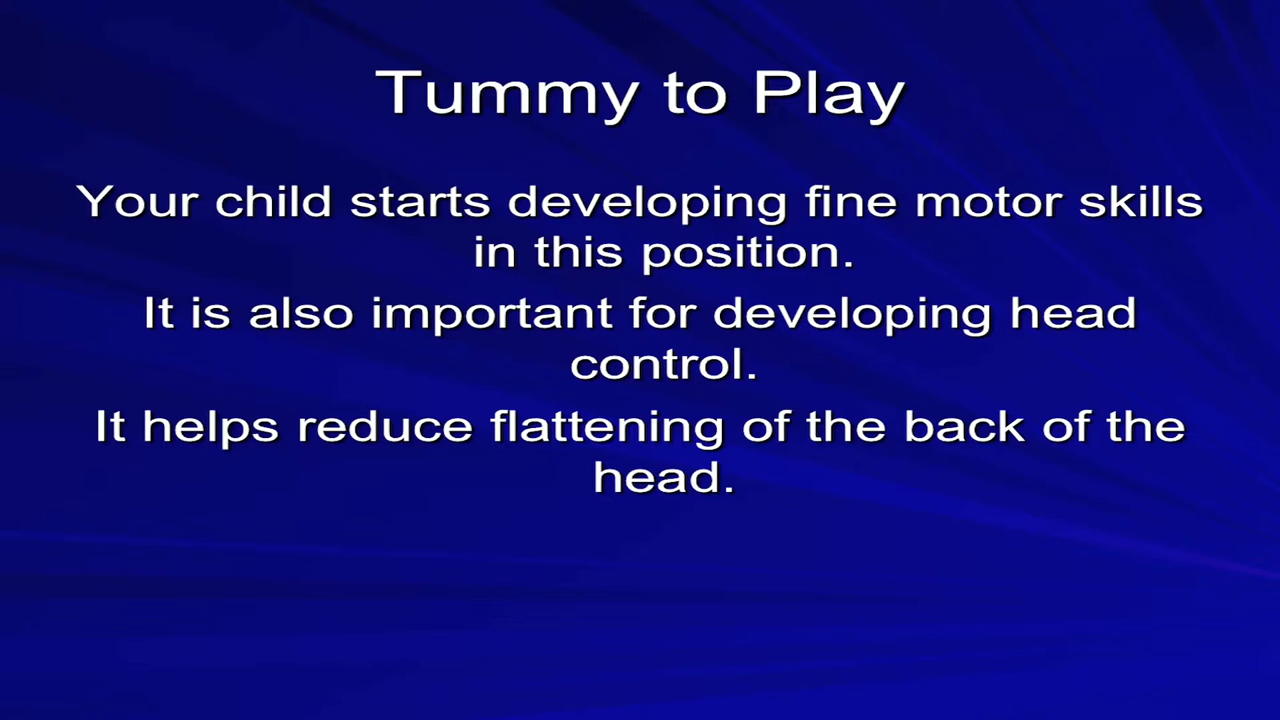 Tummy to Play
Your child starts developing fine motor skills
in this position.
It is also important for developing head
control.
It helps reduce flattening of the back of the
head.